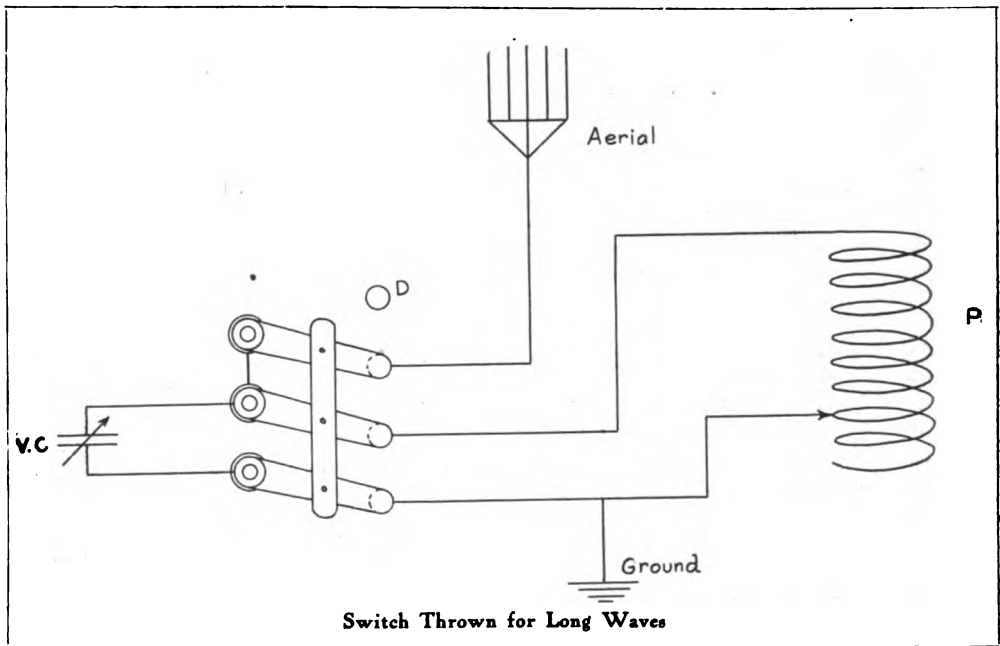 Aerial
D
P.
V.C
Ground
Switch Thrown for Long Waves